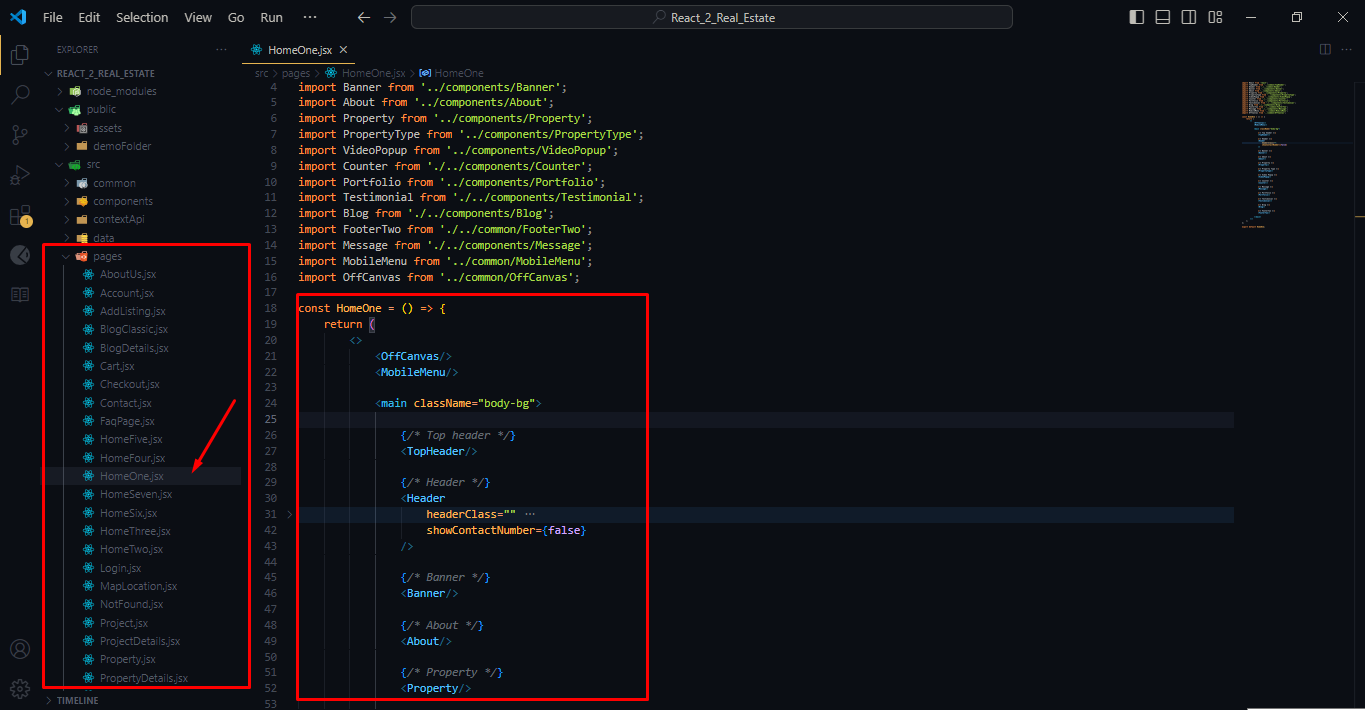 File Edit Selection View Go Run ···
React_2_Real_Estate
EXPLORER ···
REACT_2_REAL_ESTATE
node_modules
public
assets
demoFolder
src
common
components
contextApi
data
pages
AboutUs.jsx
Account.jsx
AddListing.jsx
BlogClassic.jsx
BlogDetails.jsx
Cart.jsx
Checkout.jsx
Contact.jsx
FaqPage.jsx
HomeFive.jsx
HomeFour.jsx
HomeOne.jsx
HomeSeven.jsx
HomeSix.jsx
HomeThree.jsx
HomeTwo.jsx
Login.jsx
MapLocation.jsx
NotFound.jsx
Project.jsx
ProjectDetails.jsx
Property.jsx
PropertyDetails.jsx
TIMELINE
1
HomeOne.jsx
src > pages > HomeOne.jsx > HomeOne
4 import Banner from '../components/Banner';
5 import About from '../components/About';
6 import Property from '../components/Property';
7 import PropertyType from '../components/PropertyType';
8 import VideoPopup from '../components/VideoPopup';
9 import Counter from './../components/Counter';
10 import Portfolio from './../components/Portfolio';
11 import Testimonial from './../components/Testimonial';
12 import Blog from './../components/Blog';
13 import FooterTwo from './../common/FooterTwo';
14 import Message from './../components/Message';
15 import MobileMenu from '../common/MobileMenu';
16 import OffCanvas from '../common/OffCanvas';
17
18 const HomeOne = () => {
19 return (
20 <>
21 <OffCanvas/>
22 <MobileMenu/>
23
24 <main className="body-bg">
25
26 {/* Top header */}
27 <TopHeader/>
28
29 {/* Header */}
30 <Header
31 headerClass="" ···
42 showContactNumber={false}
43 />
44
45 {/* Banner */}
46 <Banner/>
47
48 {/* About */}
49 <About/>
50
51 {/* Property */}
52 <Property/>
53